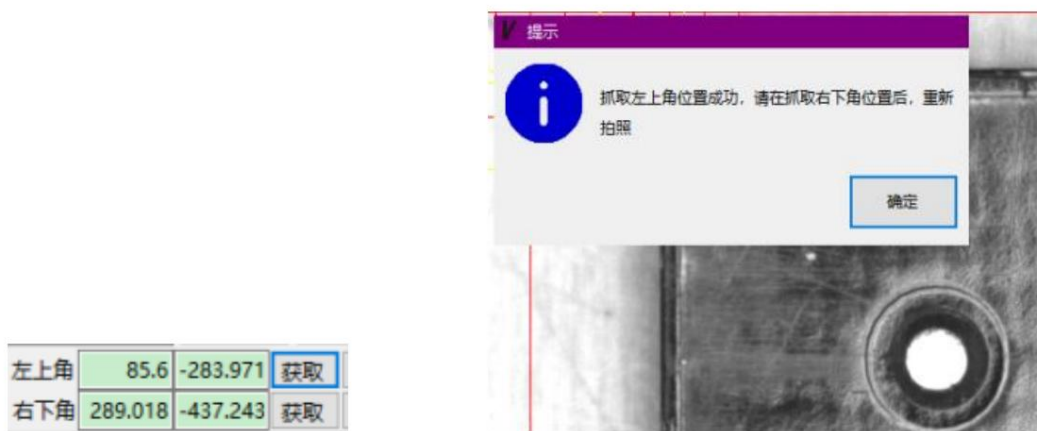 提示
抓取左上角位置成功，请在抓取右下角位置后，重新
拍照
确定
左上角 85.6 -283.971 获取
右下角 289.018 -437.243 获取